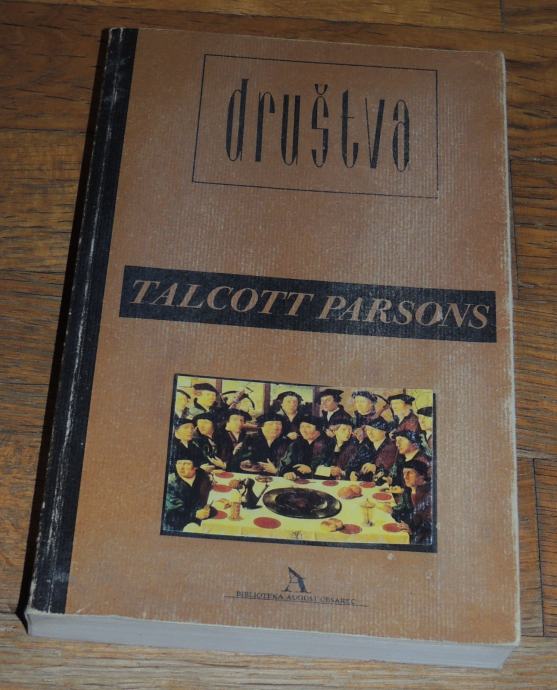 društva
TALCOTT PARSONS
A
BIBLIOTEKA AUGUST CESAREC